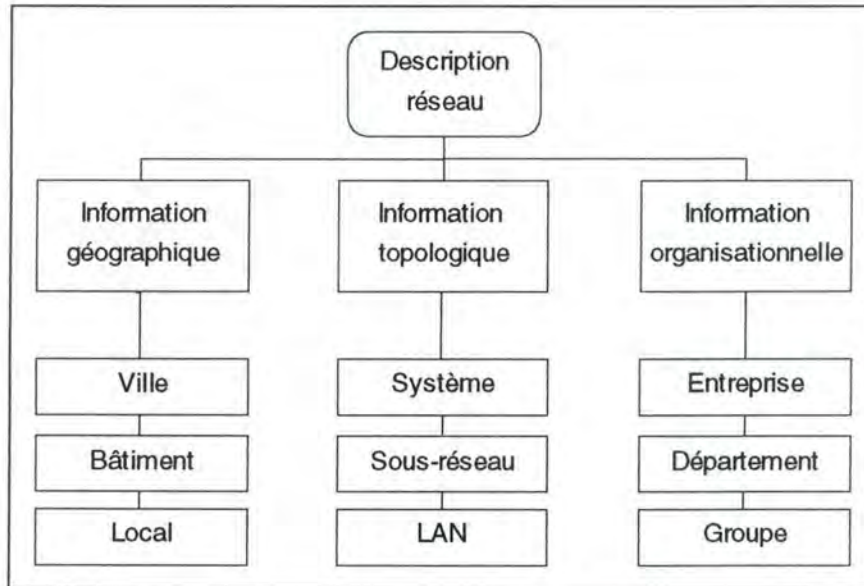 Description
réseau
Information
géographique
Information
topologique
Information
organisationnelle
Ville
Système
Entreprise
Bâtiment
Sous-réseau
Département
Local
LAN
Groupe